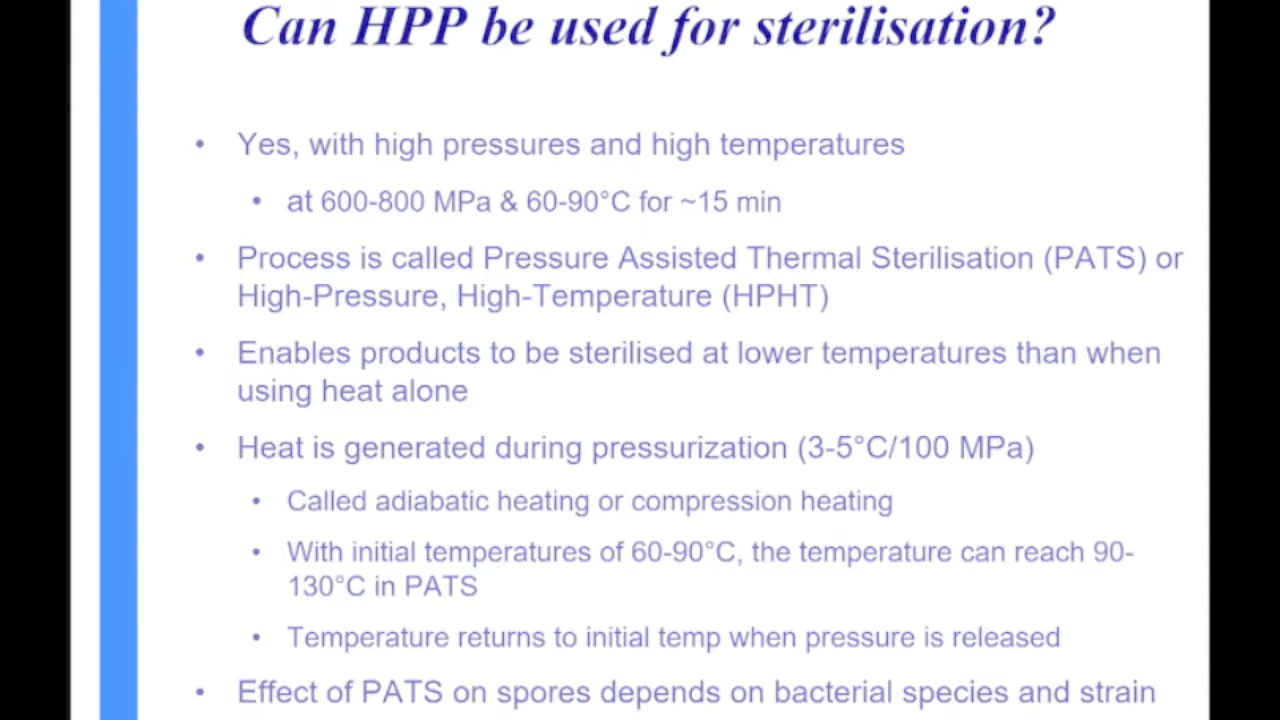 Can HPP be used for sterilisation?
• Yes, with high pressures and high temperatures
• at 600-800 MPa & 60-90°C for ~15 min
• Process is called Pressure Assisted Thermal Sterilisation (PATS) or
High-Pressure, High-Temperature (HPHT)
• Enables products to be sterilised at lower temperatures than when
using heat alone
• Heat is generated during pressurization (3-5°C/100 MPa)
• Called adiabatic heating or compression heating
• With initial temperatures of 60-90°C, the temperature can reach 90-
130°C in PATS
• Temperature returns to initial temp when pressure is released
• Effect of PATS on spores depends on bacterial species and strain